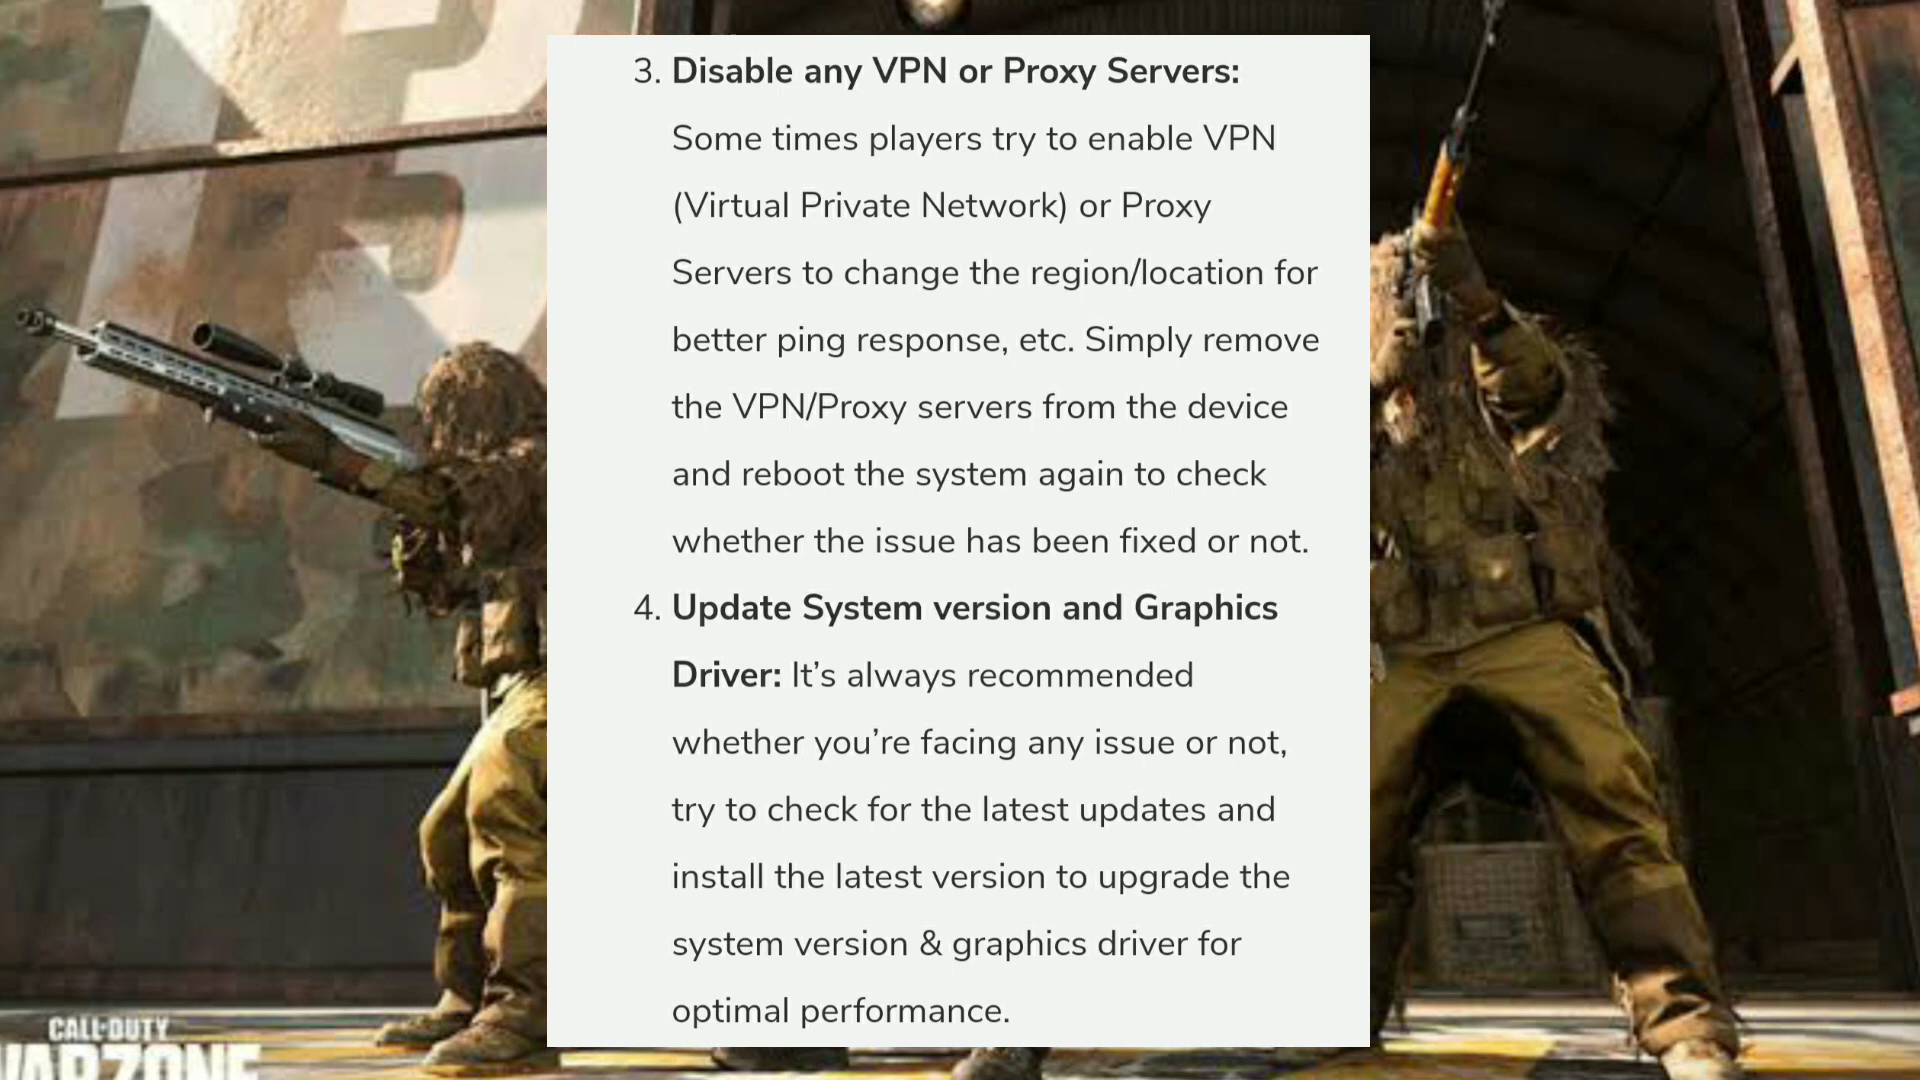 3. Disable any VPN or Proxy Servers:
Some times players try to enable VPN
(Virtual Private Network) or Proxy
Servers to change the region/location for
better ping response, etc. Simply remove
the VPN/Proxy servers from the device
and reboot the system again to check
whether the issue has been fixed or not.
4. Update System version and Graphics
Driver: It’s always recommended
whether you’re facing any issue or not,
try to check for the latest updates and
install the latest version to upgrade the
system version & graphics driver for
optimal performance.
CALL·DUTY
WARZONE